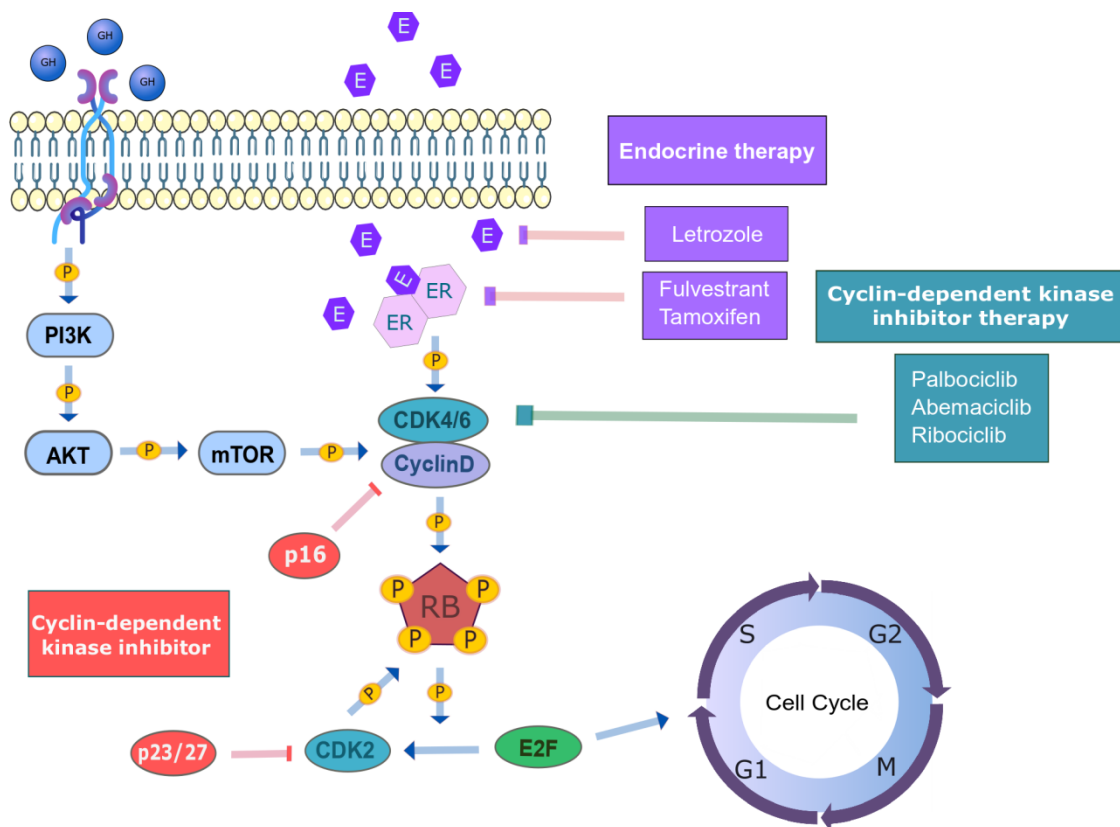 GH
GH
GH
E
E
E
Endocrine therapy
E
E
Letrozole
E
ER
ER
E
Fulvestrant
Tamoxifen
Cyclin-dependent kinase
inhibitor therapy
P
PI3K
P
P
CDK4/6
CyclinD
Palbociclib
Abemaciclib
Ribociclib
AKT
P
mTOR
P
P
p16
P
P
RB
P
P
Cyclin-dependent
kinase inhibitor
P
P
p23/27
CDK2
E2F
S
G2
Cell Cycle
G1
M